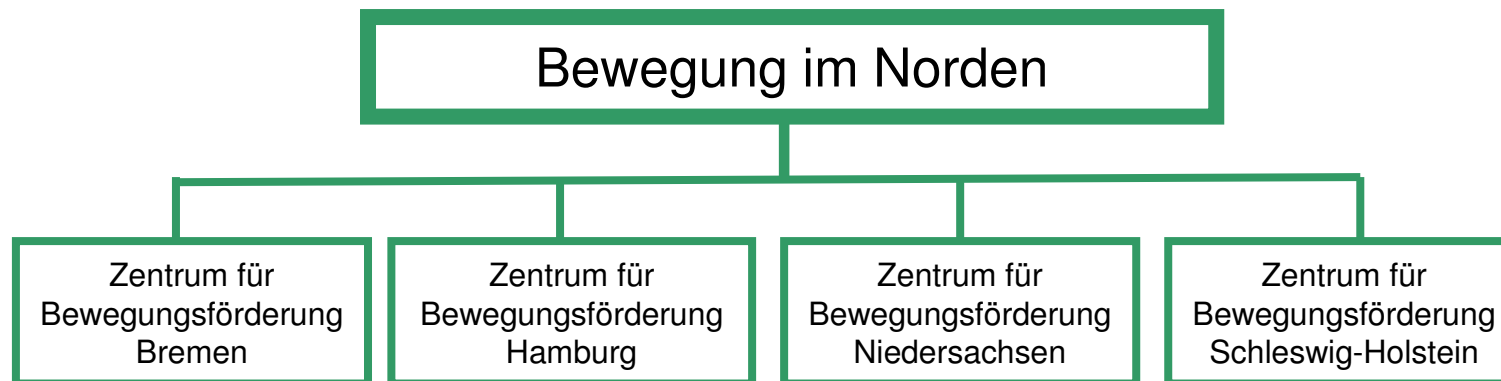 Bewegung im Norden
Zentrum für
Bewegungsförderung
Bremen
Zentrum für
Bewegungsförderung
Hamburg
Zentrum für
Bewegungsförderung
Niedersachsen
Zentrum für
Bewegungsförderung
Schleswig-Holstein